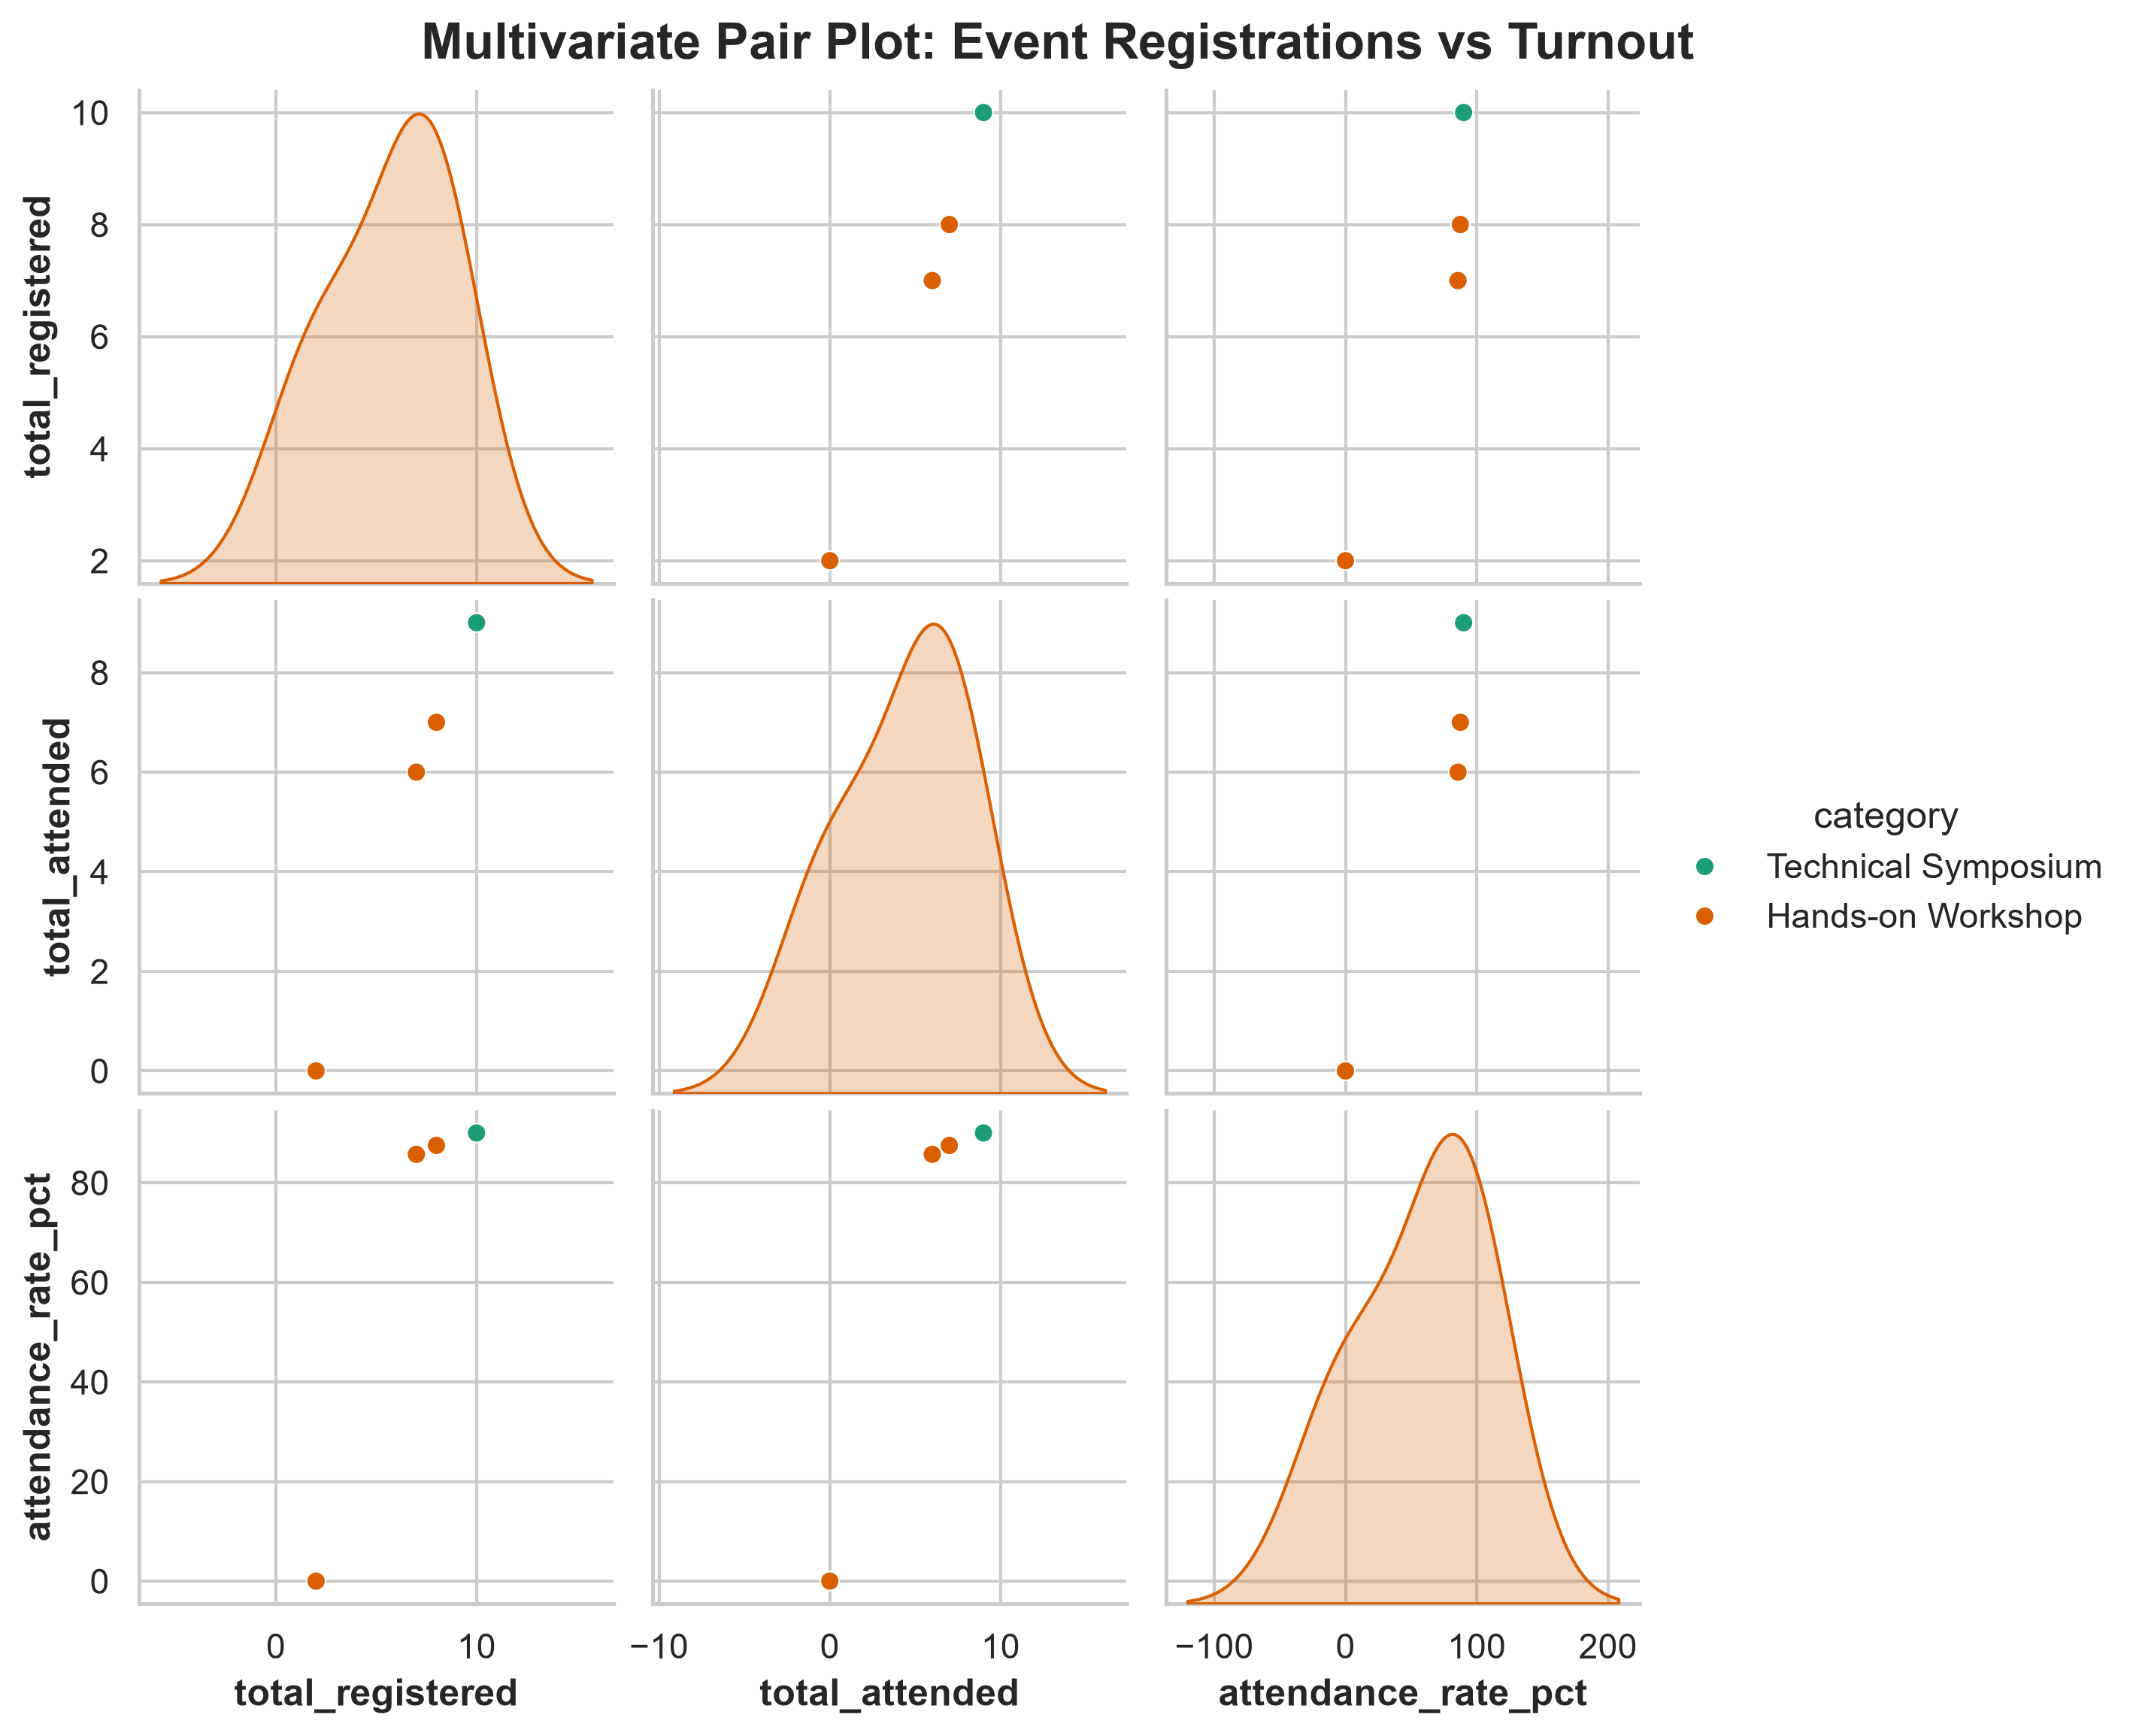 Multivariate Pair Plot: Event Registrations vs Turnout
10
8
6
4
2
total_registered
8
6
4
2
0
total_attended
80
60
40
20
0
attendance_rate_pct
0 10
total_registered
−10 0 10
total_attended
−100 0 100 200
attendance_rate_pct
category
Technical Symposium
Hands-on Workshop